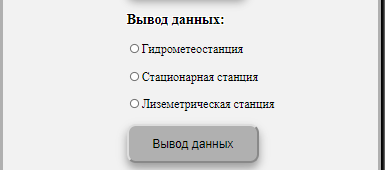 Вывод данных:
Гидрометеостанция
Стационарная станция
Лиземетрическая станция
Вывод данных